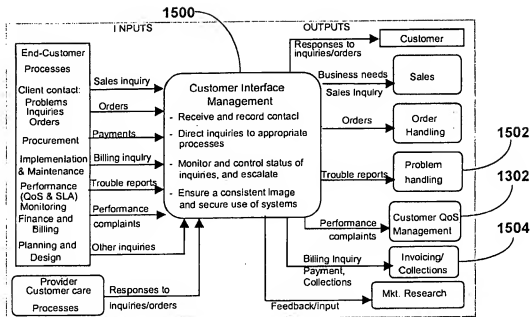 1500
INPUTS
OUTPUTS
End-Customer
Processes
Client contact:
Problems
Inquiries
Orders
Procurement
Implemenlation
& Maintenance
Performance
(QoS & SLA)
Monitoring
Finance and
Billing
Planning and
Design
Provider
Customer care
Processes
Sales inquiry
Orders
Payments
Billing inqulry
Trouble reports
Performance
complaints
Other inquiries
Responses to
inquiries/orders
Customer Interface
Management
- Receive and record contact
- Direct inquiries to appropriate
processes
- Monitor and control status of
inquiries, and escalate
- Ensure a consistent image
and secure use of systems
Responses to
inquiries/orders
Business needs
Sales Inquiry
Orders
Trouble reports
Performance
complaints
Billing Inquiry
Payment,
Collections
Feedback/input
Customer
Sales
Order
Handling
Problem
handling
Customer QoS
Management
Invoicing/
Collections
Mkt. Research
1502
1302
1504